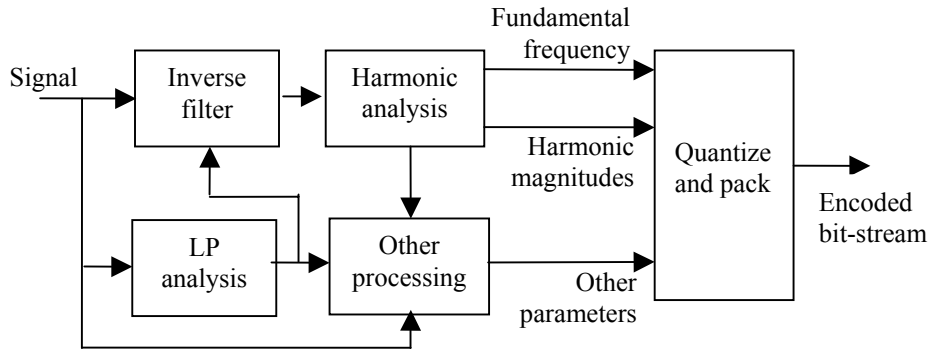 Fundamental
frequency
Signal
Inverse
filter
Harmonic
analysis
Harmonic
magnitudes
Quantize
and pack
Encoded
bit-stream
LP
analysis
Other
processing
Other
parameters